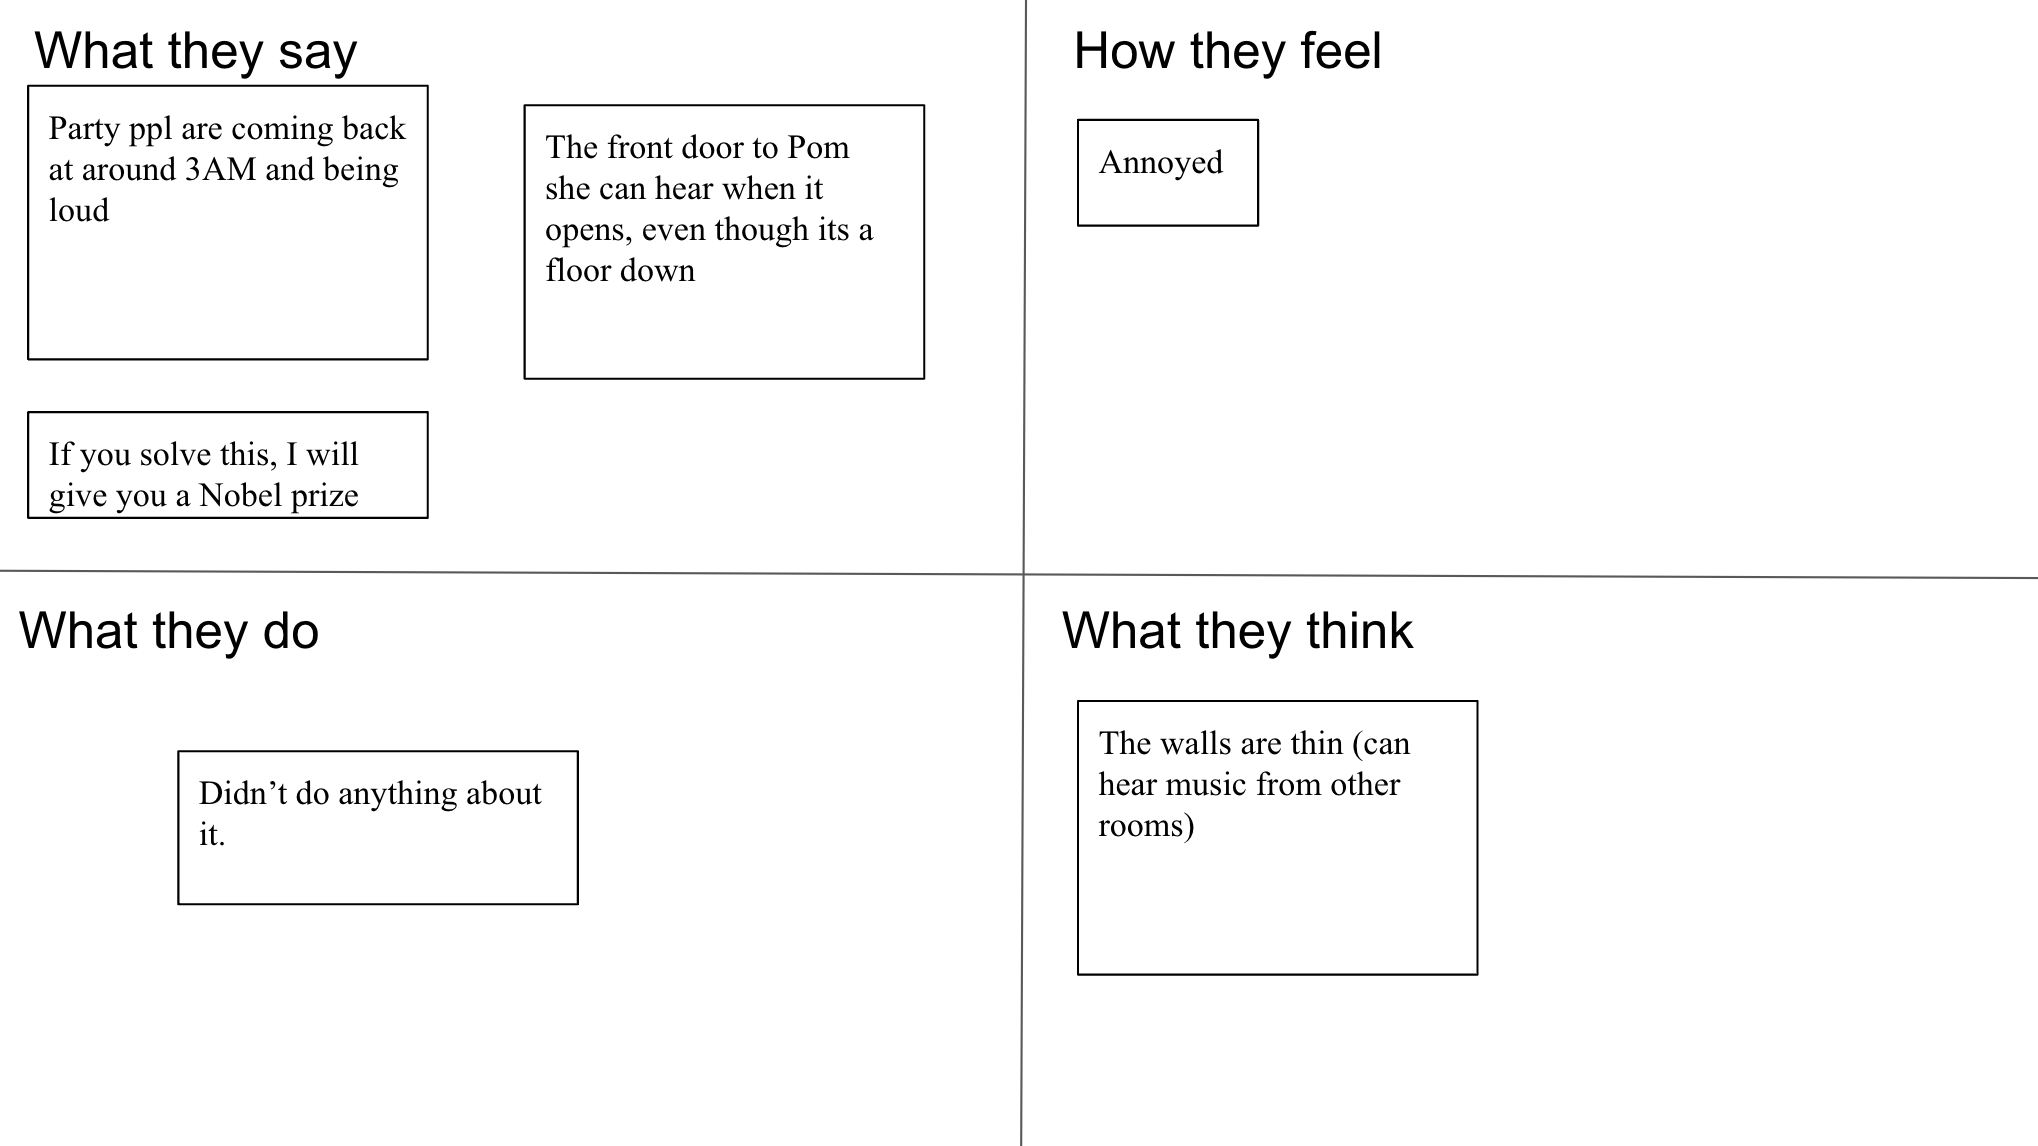 What they say
Party ppl are coming back
at around 3AM and being
loud
The front door to Pom
she can hear when it
opens, even though its a
floor down
If you solve this, I will
give you a Nobel prize
How they feel
Annoyed
What they do
Didn’t do anything about
it.
What they think
The walls are thin (can
hear music from other
rooms)